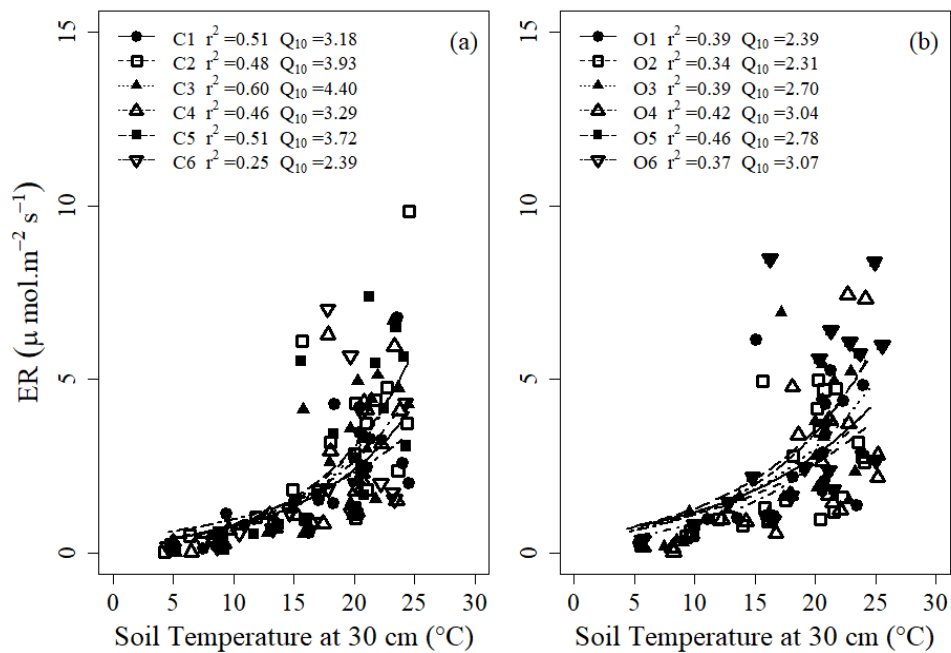 (a)
C1 r² =0.51 Q₁₀ =3.18
C2 r² =0.48 Q₁₀ =3.93
C3 r² =0.60 Q₁₀ =4.40
C4 r² =0.46 Q₁₀ =3.29
C5 r² =0.51 Q₁₀ =3.72
C6 r² =0.25 Q₁₀ =2.39
(b)
O1 r² =0.39 Q₁₀ =2.39
O2 r² =0.34 Q₁₀ =2.31
O3 r² =0.39 Q₁₀ =2.70
O4 r² =0.42 Q₁₀ =3.04
O5 r² =0.46 Q₁₀ =2.78
O6 r² =0.37 Q₁₀ =3.07
ER (μ mol.m⁻² s⁻¹)
15
10
5
0
15
10
5
0
0 5 10 15 20 25 30
0 5 10 15 20 25 30
Soil Temperature at 30 cm (°C)
Soil Temperature at 30 cm (°C)